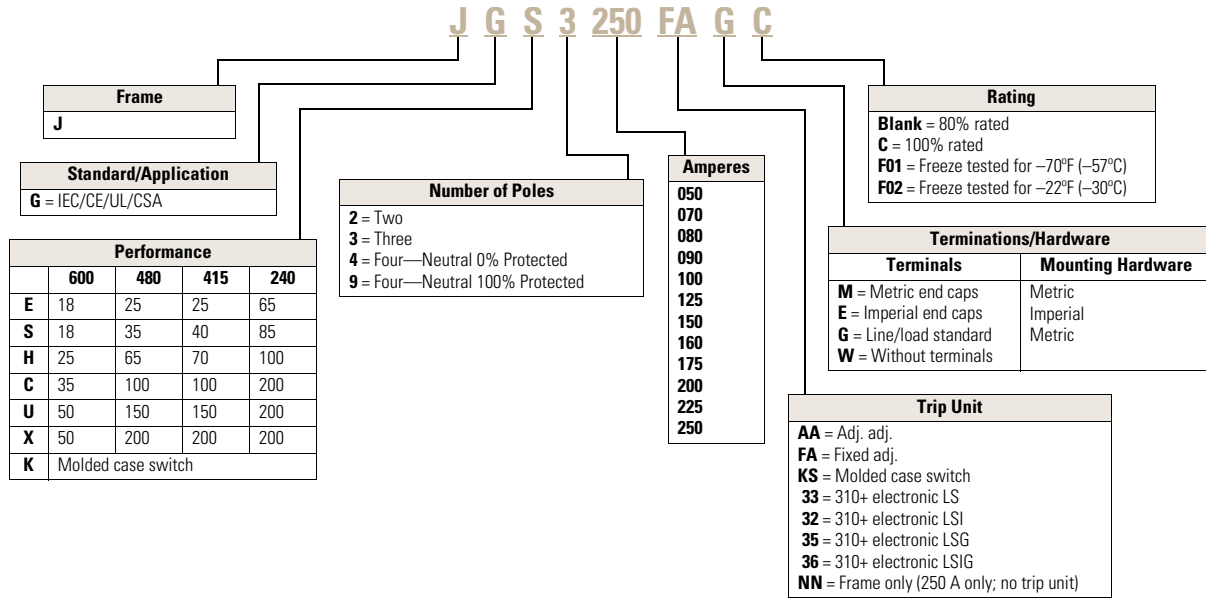 J G S 3 250 FA G C
Frame
J
Standard/Application
G = IEC/CE/UL/CSA
Performance
600 480 415 240
E 18 25 25 65
S 18 35 40 85
H 25 65 70 100
C 35 100 100 200
U 50 150 150 200
X 50 200 200 200
K Molded case switch
Number of Poles
2 = Two
3 = Three
4 = Four—Neutral 0% Protected
9 = Four—Neutral 100% Protected
Amperes
050
070
080
090
100
125
150
160
175
200
225
250
Rating
Blank = 80% rated
C = 100% rated
F01 = Freeze tested for –70ºF (–57ºC)
F02 = Freeze tested for –22ºF (–30ºC)
Terminations/Hardware
Terminals Mounting Hardware
M = Metric end caps Metric
E = Imperial end caps Imperial
G = Line/load standard Metric
W = Without terminals
Trip Unit
AA = Adj. adj.
FA = Fixed adj.
KS = Molded case switch
33 = 310+ electronic LS
32 = 310+ electronic LSI
35 = 310+ electronic LSG
36 = 310+ electronic LSIG
NN = Frame only (250 A only; no trip unit)